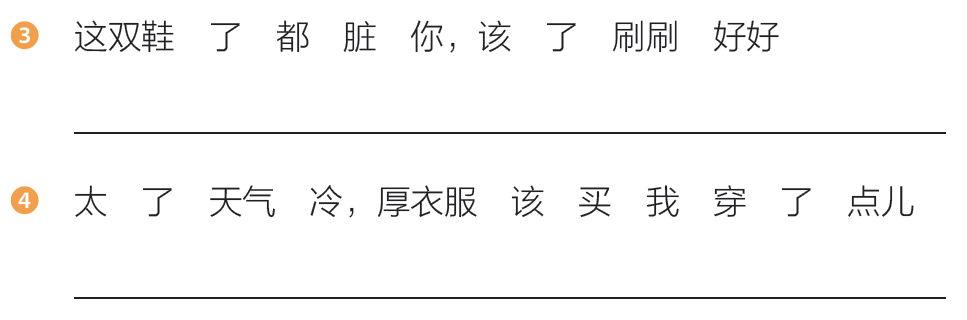 3 这双鞋 了 都 脏 你，该 了 刷刷 好好
4 太 了 天气 冷，厚衣服 该 买 我 穿 了 点儿